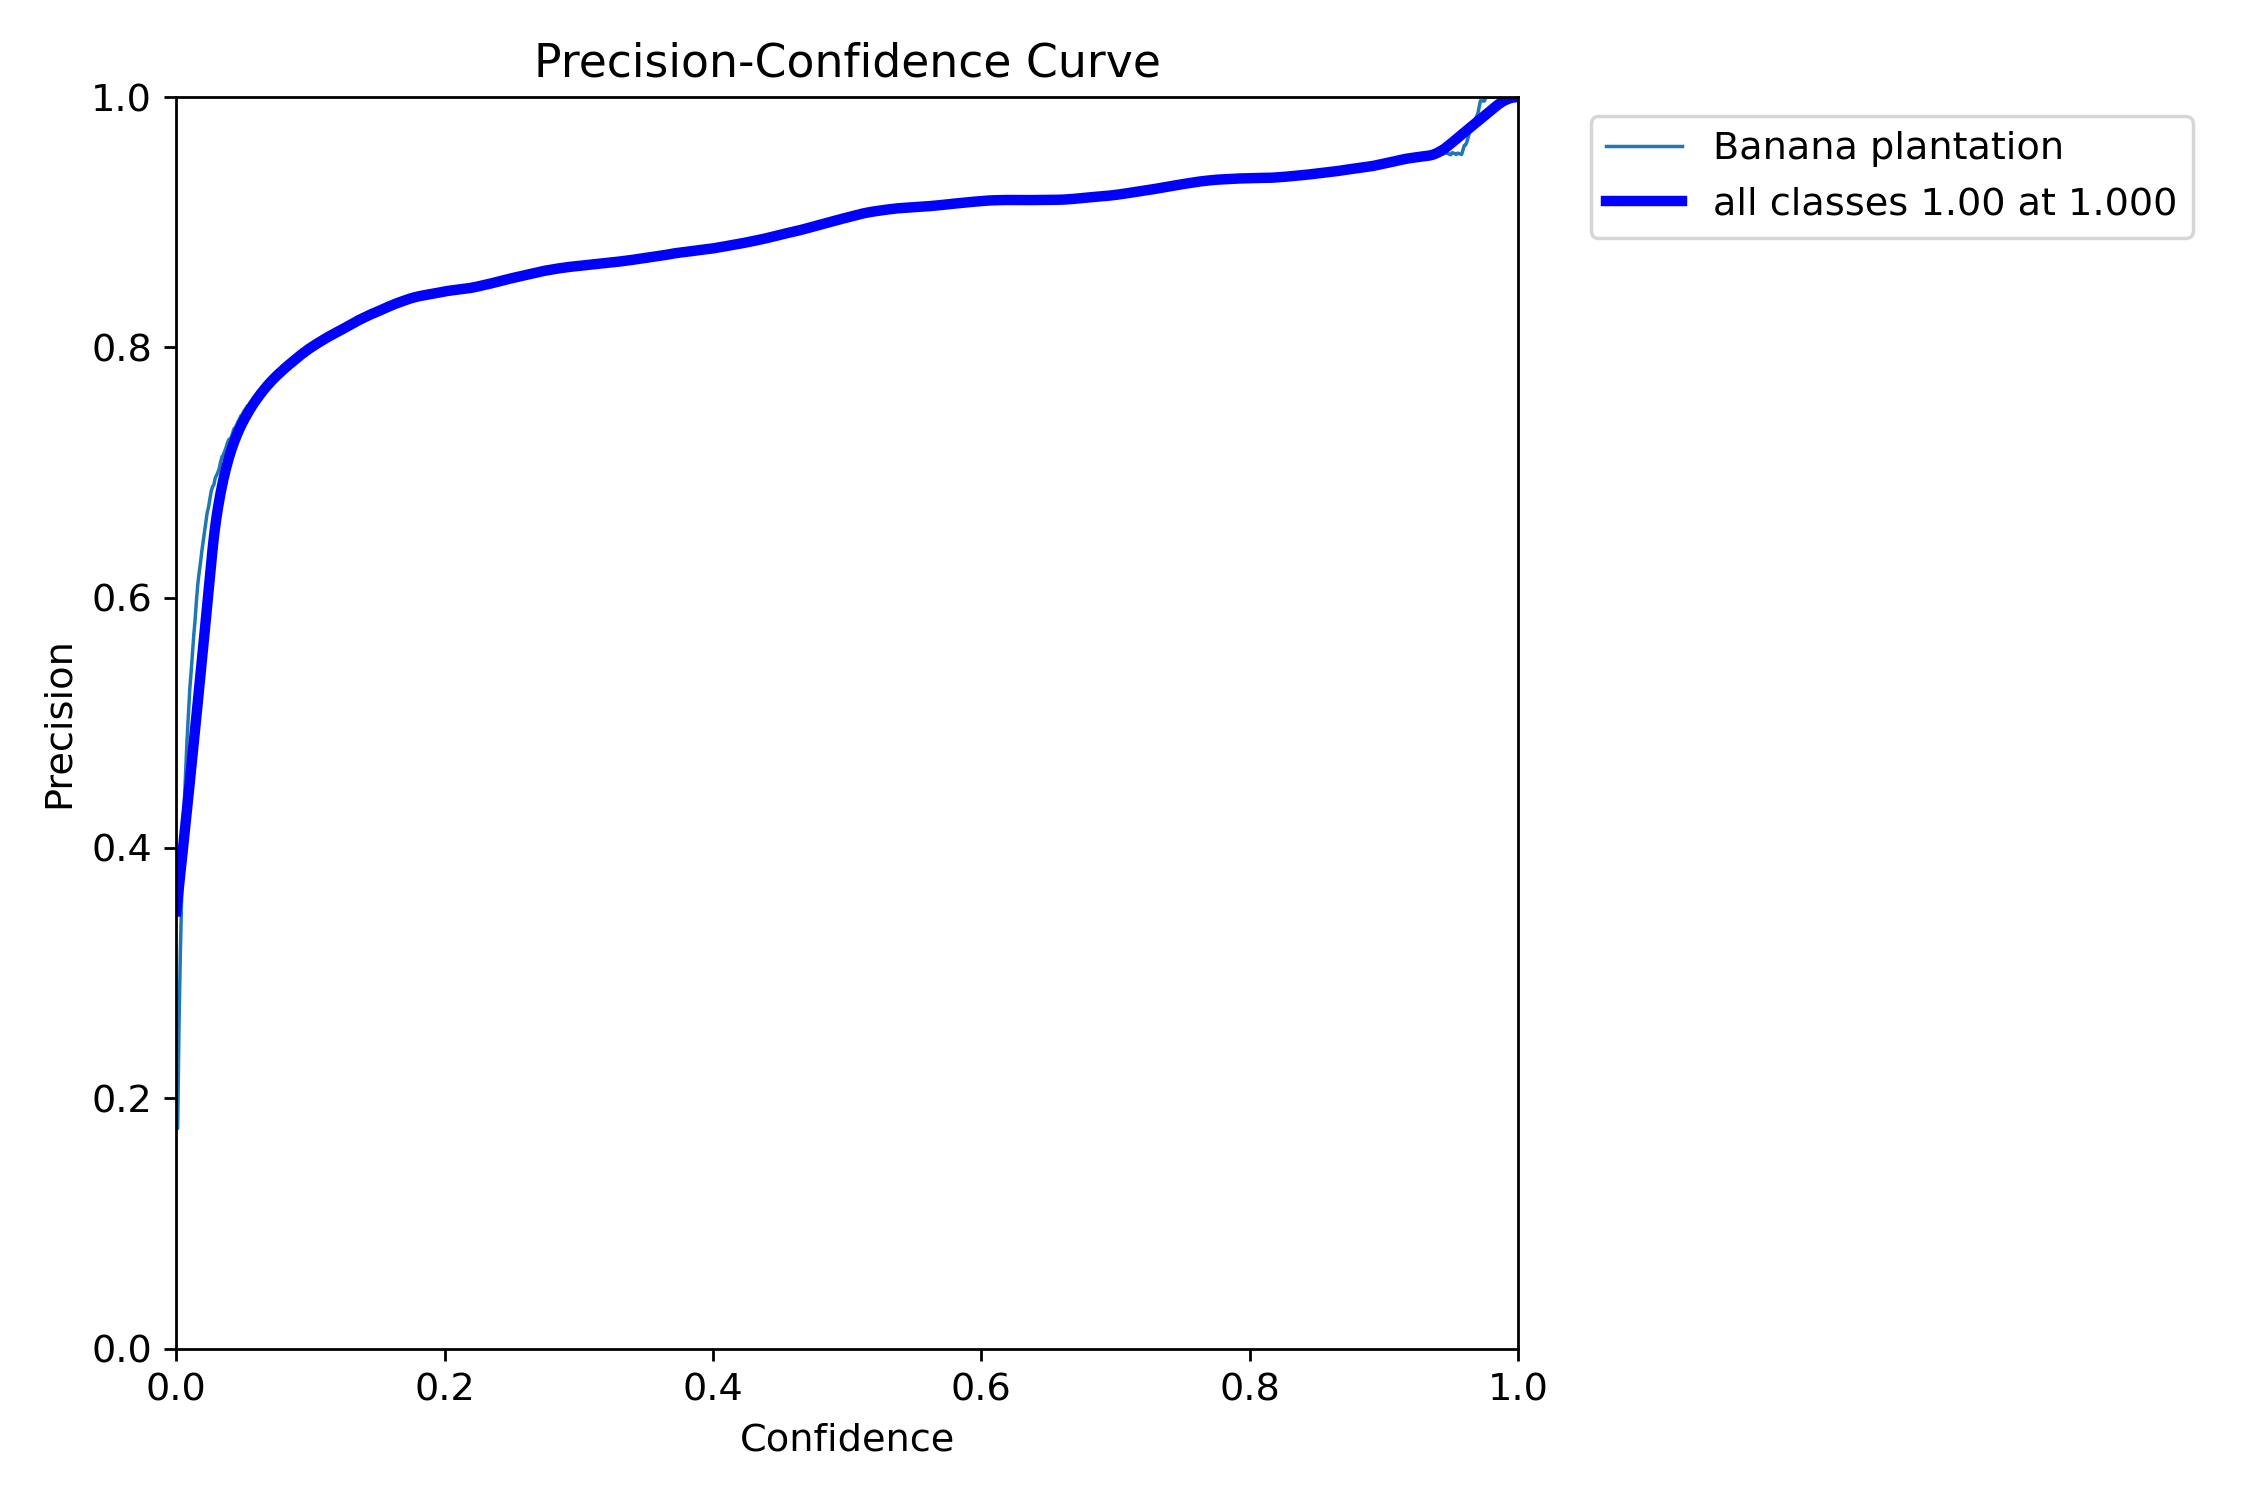 Precision-Confidence Curve
1.0
0.8
0.6
0.4
0.2
0.0
Precision
0.0 0.2 0.4 0.6 0.8 1.0
Confidence
Banana plantation
all classes 1.00 at 1.000